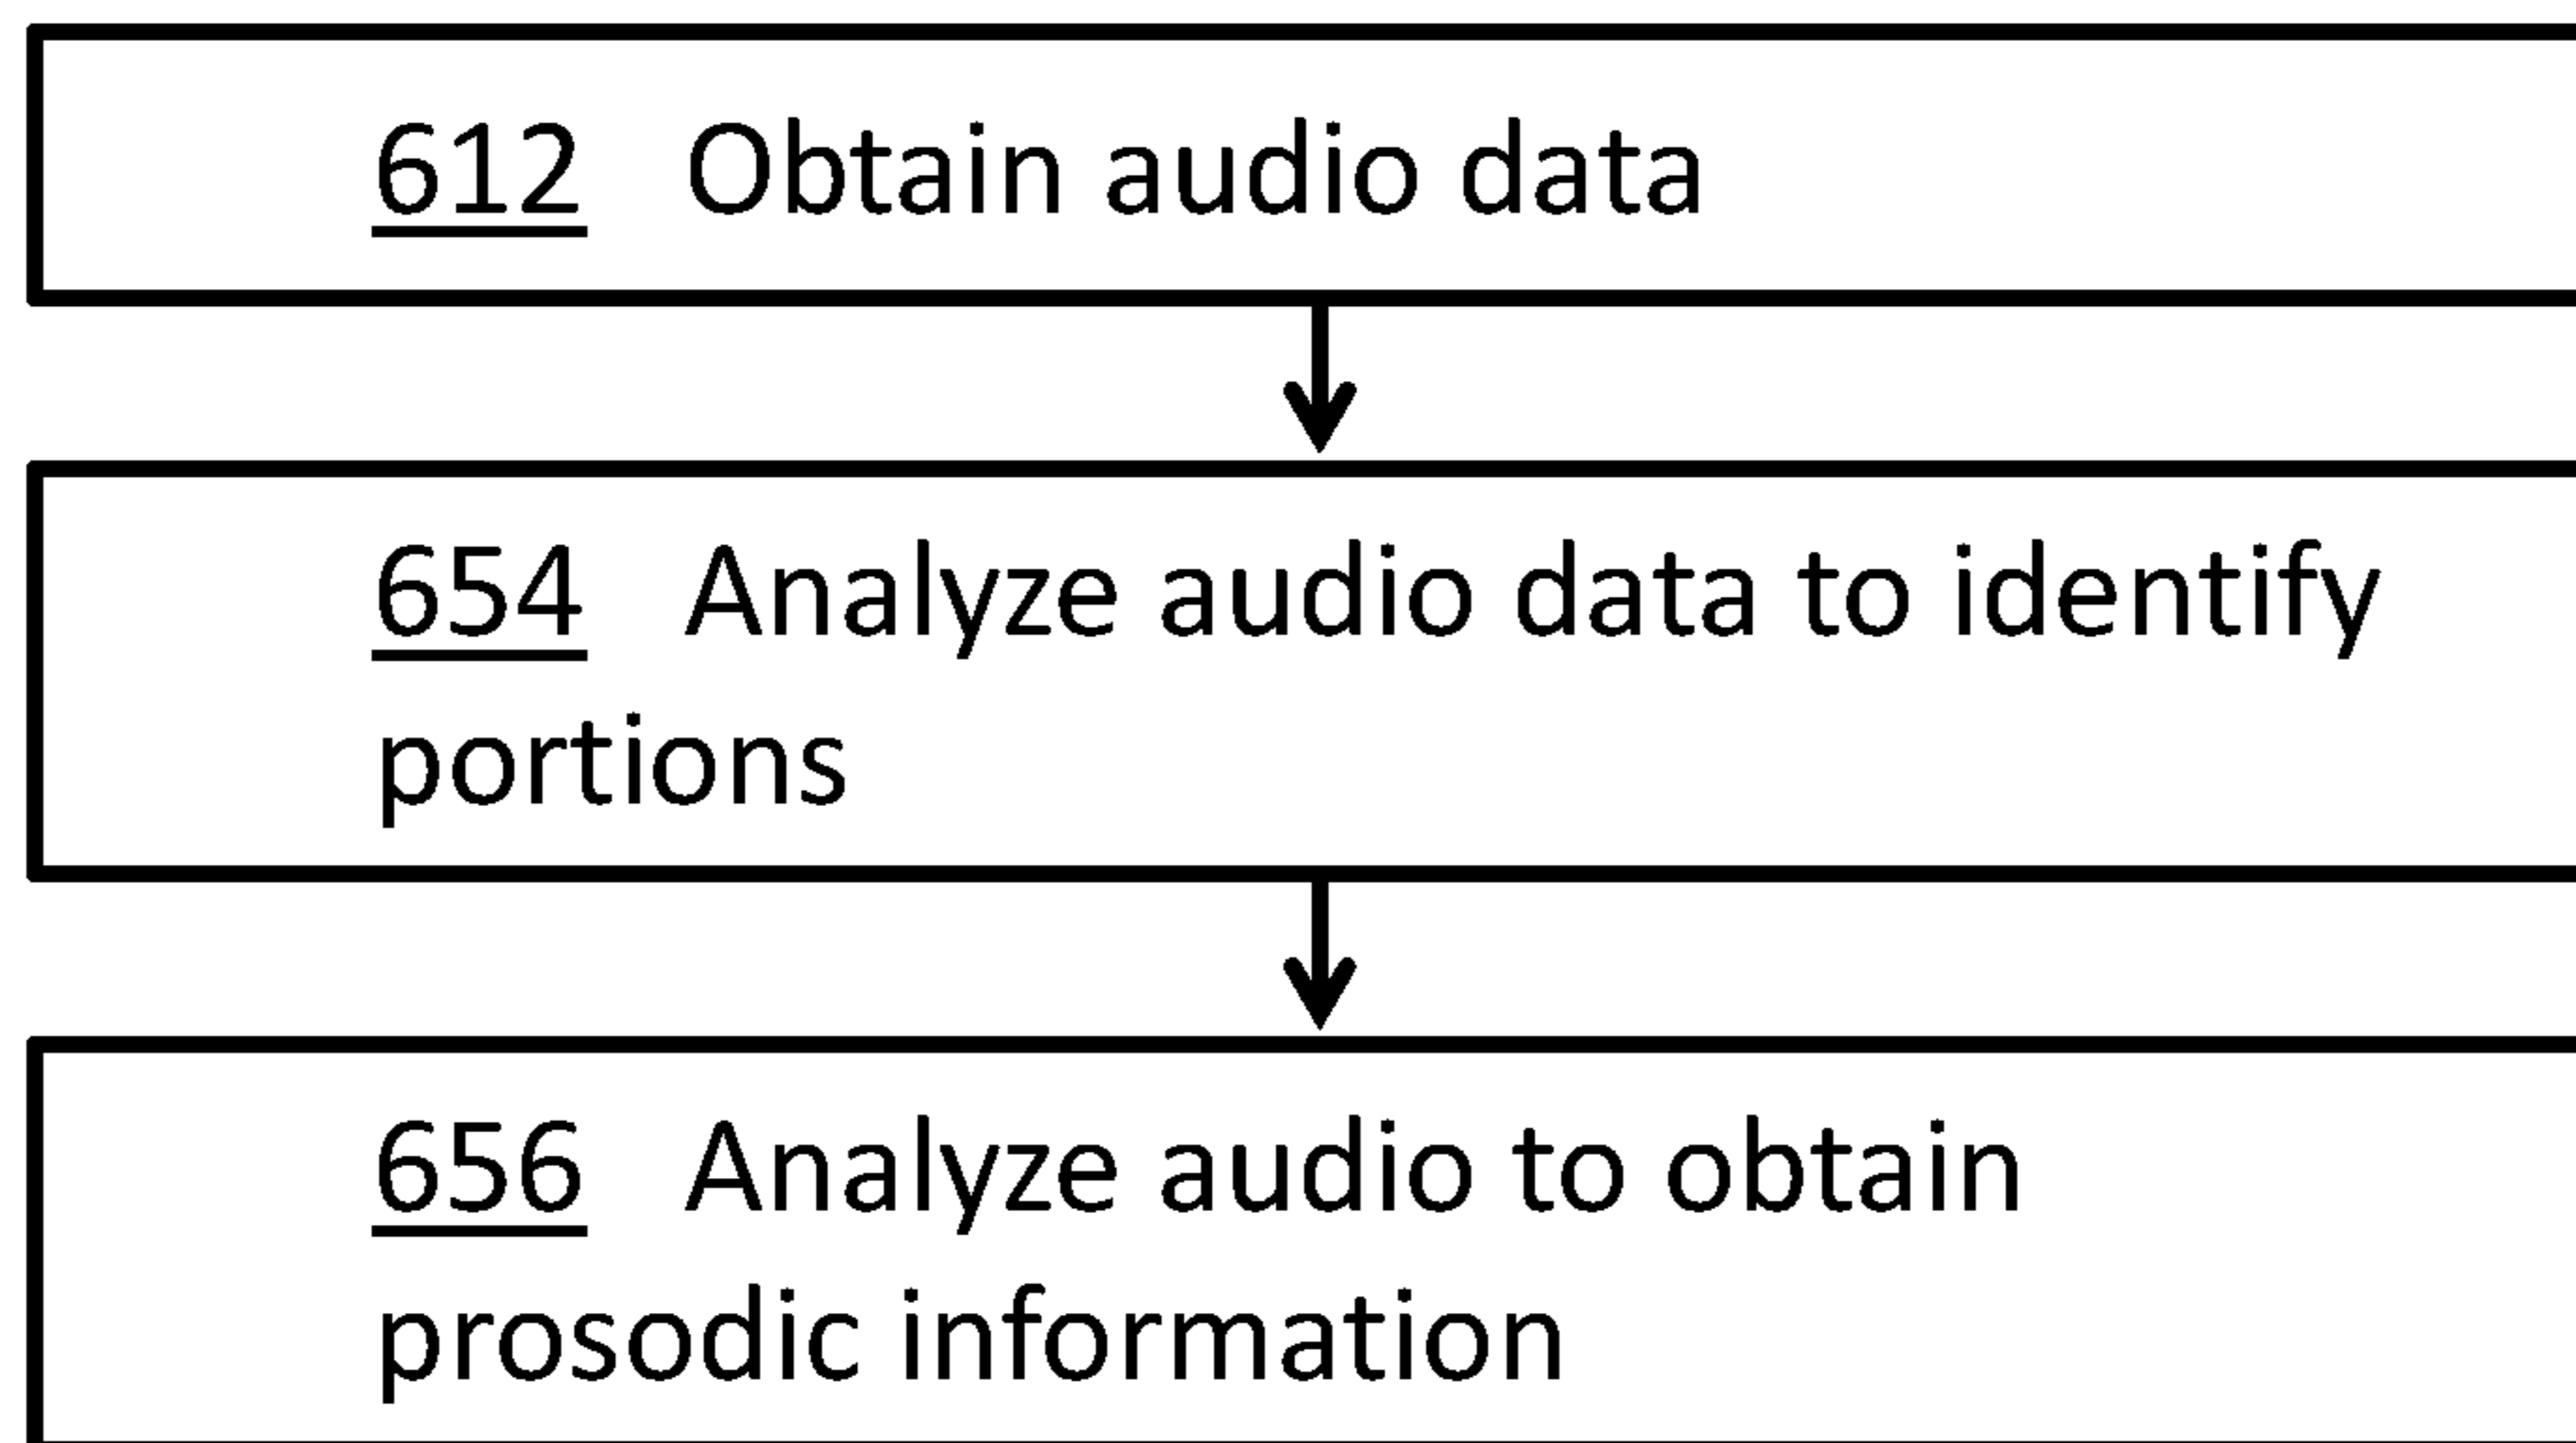 612 Obtain audio data
654 Analyze audio data to identify
portions
656 Analyze audio to obtain
prosodic information